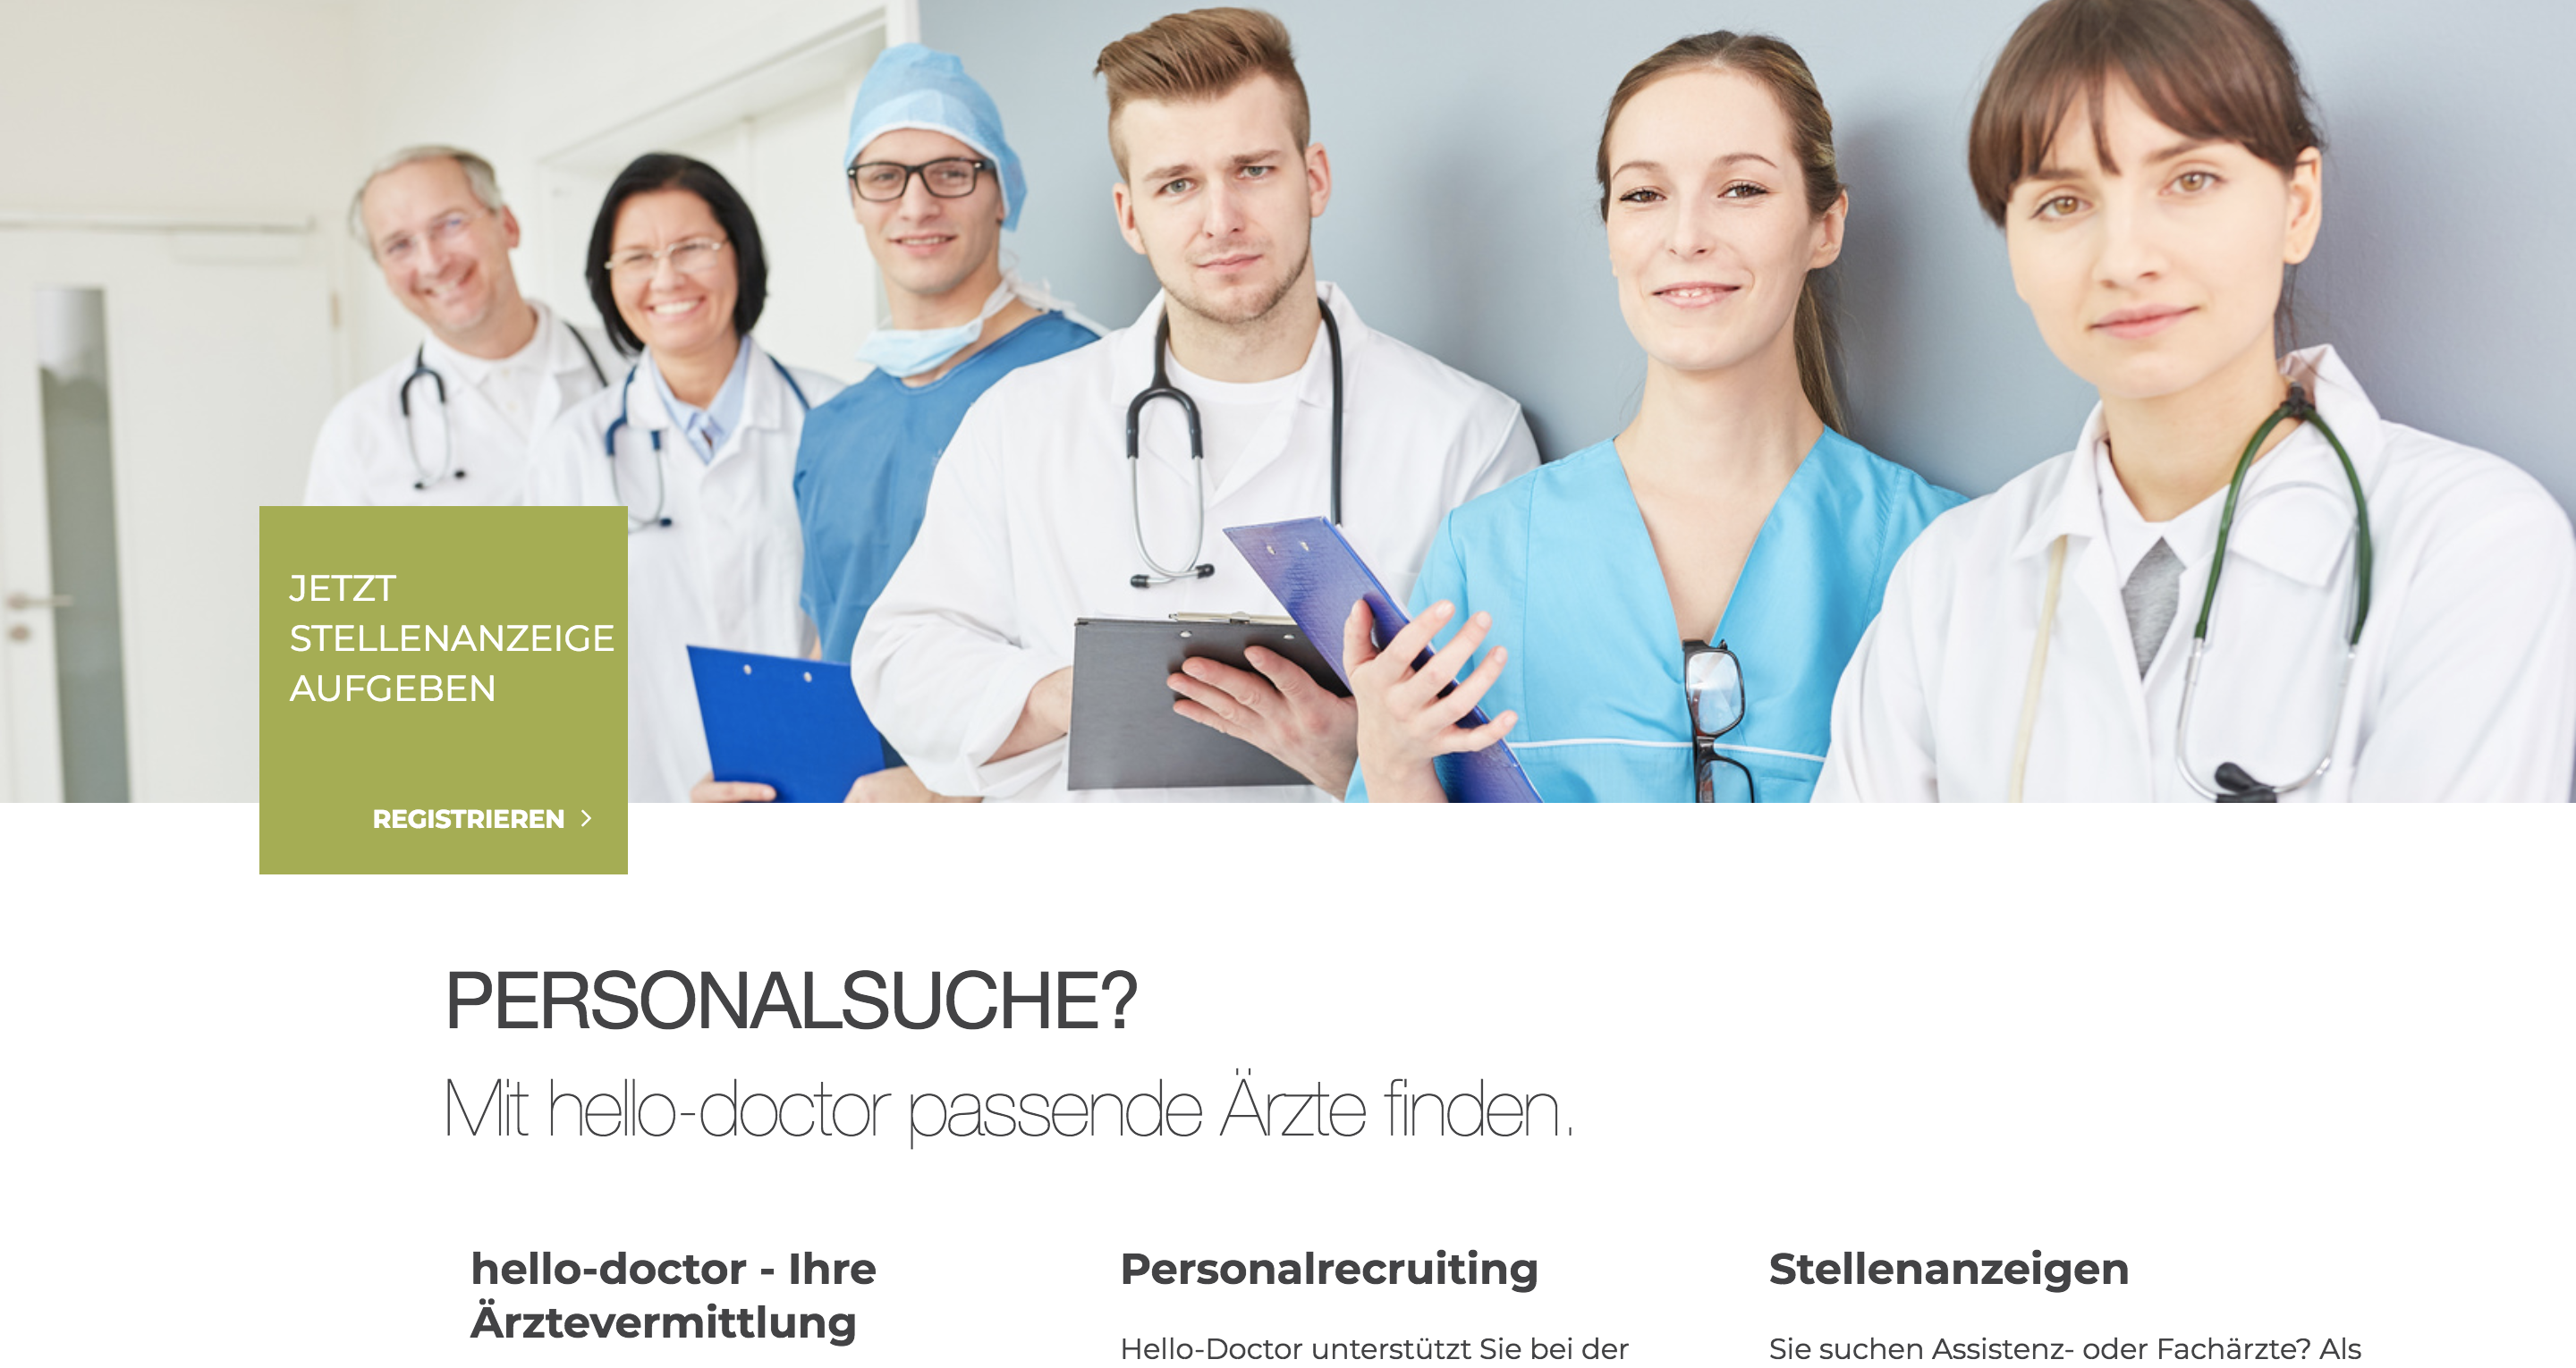 JETZT
STELLENANZEIGE
AUFGEBEN
REGISTRIEREN
PERSONALSUCHE?
Mit hello-doctor passende Ärzte finden.
hello-doctor - Ihre
Ärztevermittlung
Personalrecruiting
Hello-Doctor unterstützt Sie bei der
Stellenanzeigen
Sie suchen Assistenz- oder Fachärzte? Als